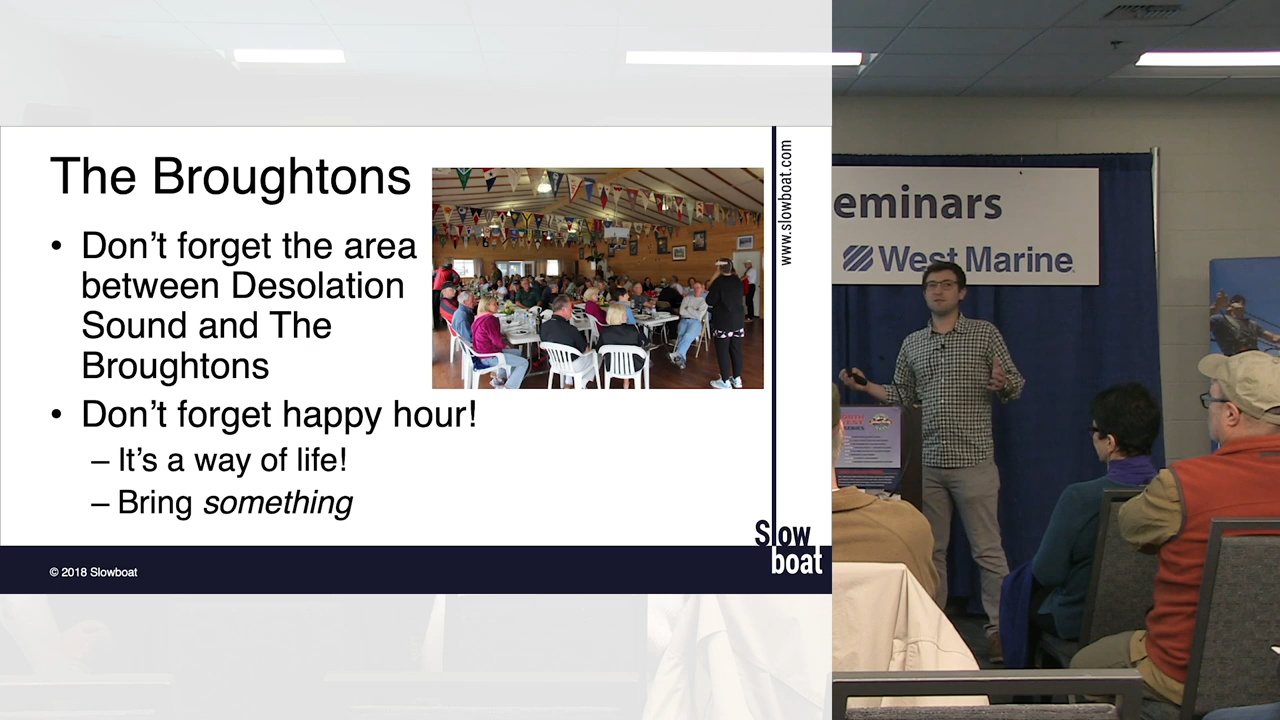 The Broughtons
• Don’t forget the area
between Desolation
Sound and The
Broughtons
• Don’t forget happy hour!
– It’s a way of life!
– Bring something
www.slowboat.com
Slow
boat
© 2018 Slowboat
eminars
West Marine
SERIES